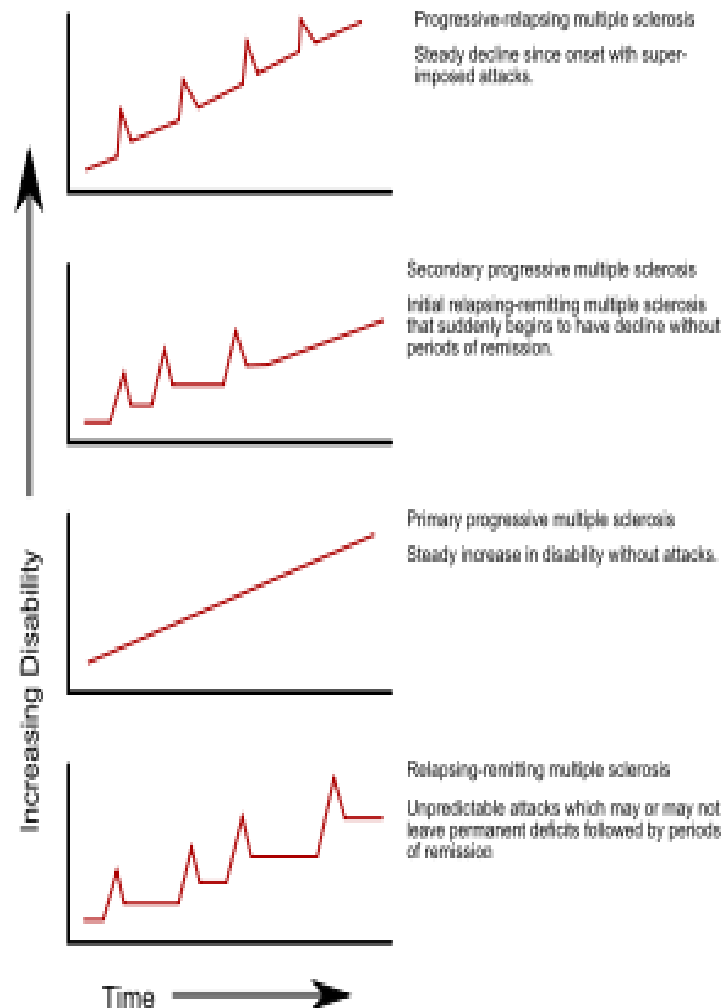 Progressive-relapsing multiple sclerosis
Steady decline since onset with super-
imposed attacks.
Secondary progressive multiple sclerosis
Initial relapsing-remitting multiple sclerosis
that suddenly begins to have decline without
periods of remission.
Primary progressive multiple sclerosis
Steady increase in disability without attacks.
Relapsing-remitting multiple sclerosis
Unpredictable attacks which may or may not
leave permanent deficits followed by periods
of remission
Increasing Disability
Time